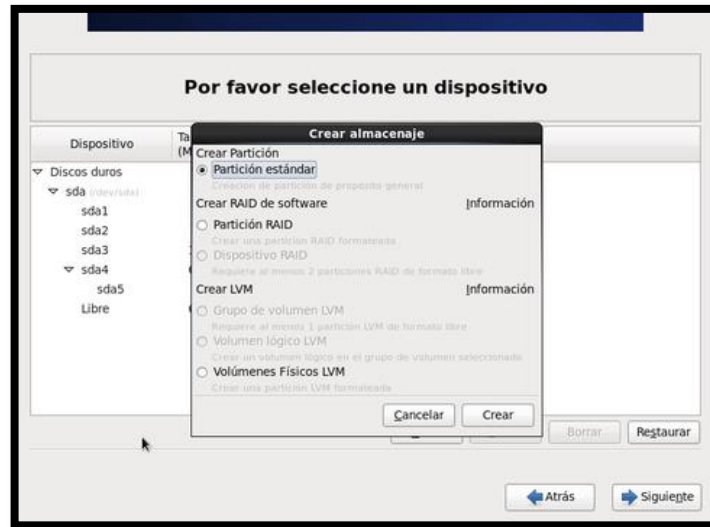 Por favor seleccione un dispositivo
Dispositivo
Crear almacenaje
Crear Partición
Partición estándar
Creación de partición de propósito general
Crear RAID de software Información
Partición RAID
Crear una partición RAID formateada
Dispositivo RAID
Requiere al menos 2 particiones RAID de formato libre
Crear LVM Información
Grupo de volumen LVM
Requiere al menos 1 partición LVM de formato libre
Volumen lógico LVM
Crear un volumen lógico en el grupo de volumen seleccionado
Volúmenes Físicos LVM
Crear una partición LVM formateada
Cancelar Crear
Discos duros
sda (/dev/sda)
sda1
sda2
sda3
sda4
sda5
Libre
Borrar Restaurar
Atrás Siguiente